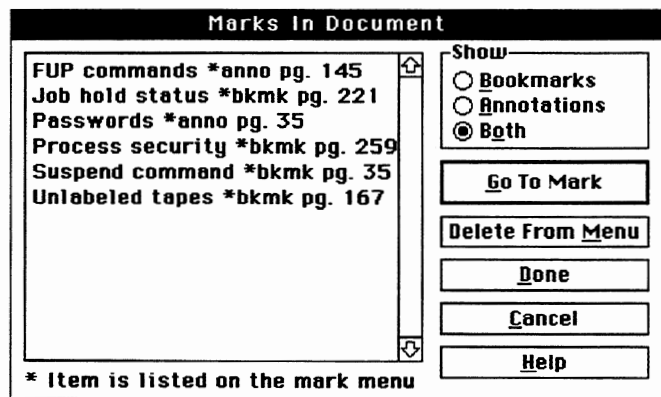 Marks In Document
FUP commands *anno pg. 145
Job hold status *bkmk pg. 221
Passwords *anno pg. 35
Process security *bkmk pg. 259
Suspend command *bkmk pg. 35
Unlabeled tapes *bkmk pg. 167
* Item is listed on the mark menu
Show
Bookmarks
Annotations
Both
Go To Mark
Delete From Menu
Done
Cancel
Help